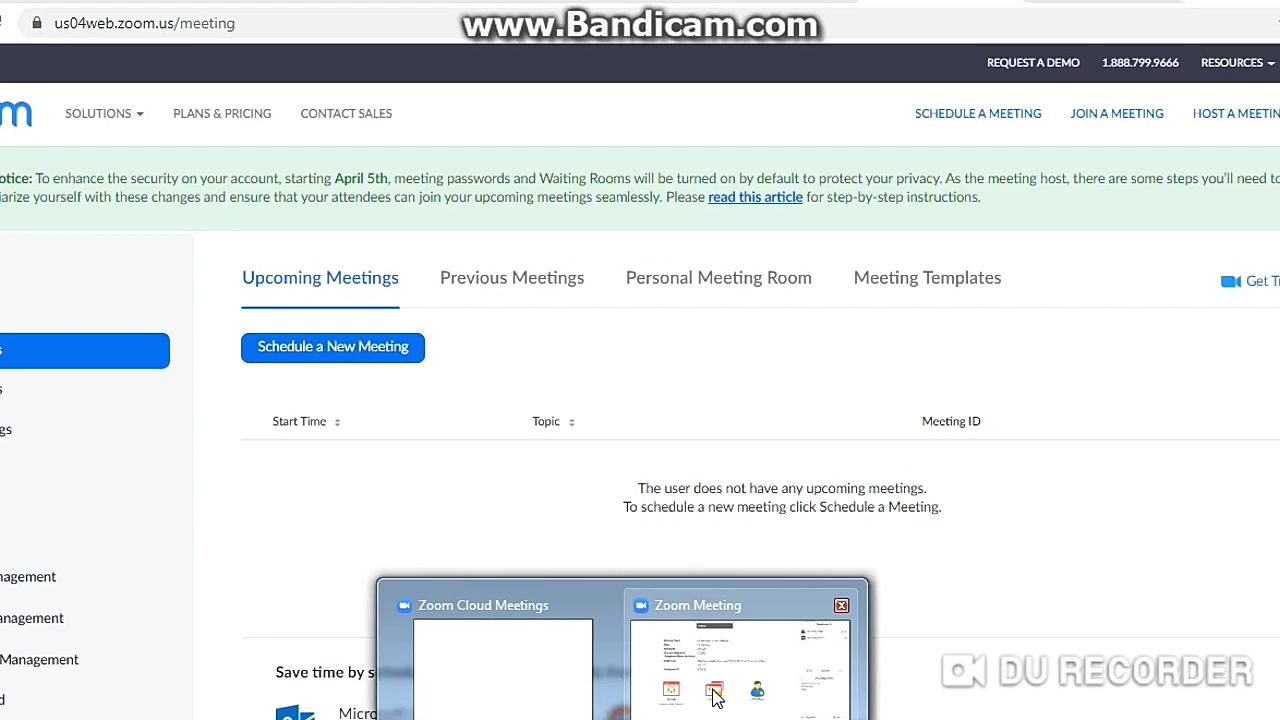 us04web.zoom.us/meeting
www.Bandicam.com
REQUEST A DEMO 1.888.799.9666 RESOURCES
m SOLUTIONS PLANS & PRICING CONTACT SALES SCHEDULE A MEETING JOIN A MEETING HOST A MEETIN
otice: To enhance the security on your account, starting April 5th, meeting passwords and Waiting Rooms will be turned on by default to protect your privacy. As the meeting host, there are some steps you'll need to
iarize yourself with these changes and ensure that your attendees can join your upcoming meetings seamlessly. Please read this article for step-by-step instructions.
Upcoming Meetings Previous Meetings Personal Meeting Room Meeting Templates
Get Tr
s
Schedule a New Meeting
s
gs
Start Time Topic Meeting ID
The user does not have any upcoming meetings.
To schedule a new meeting click Schedule a Meeting.
nagement
anagement
Management
d
Zoom Cloud Meetings Zoom Meeting
Save time by s
Micros
DU RECORDER